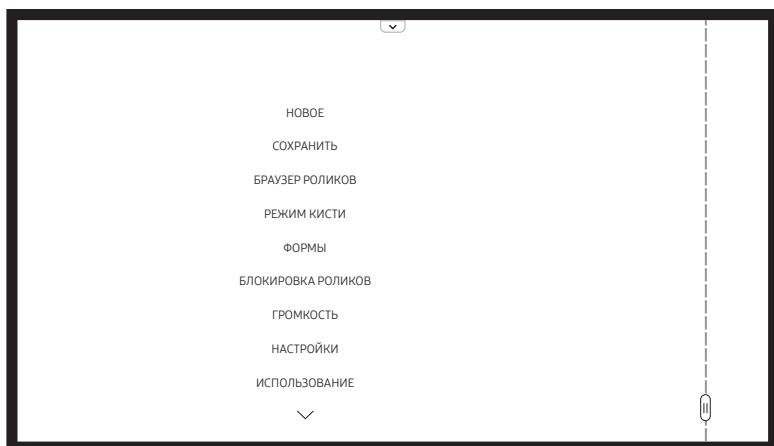 НОВОЕ
СОХРАНИТЬ
БРАУЗЕР РОЛИКОВ
РЕЖИМ КИСТИ
ФОРМЫ
БЛОКИРОВКА РОЛИКОВ
ГРОМКОСТЬ
НАСТРОЙКИ
ИСПОЛЬЗОВАНИЕ